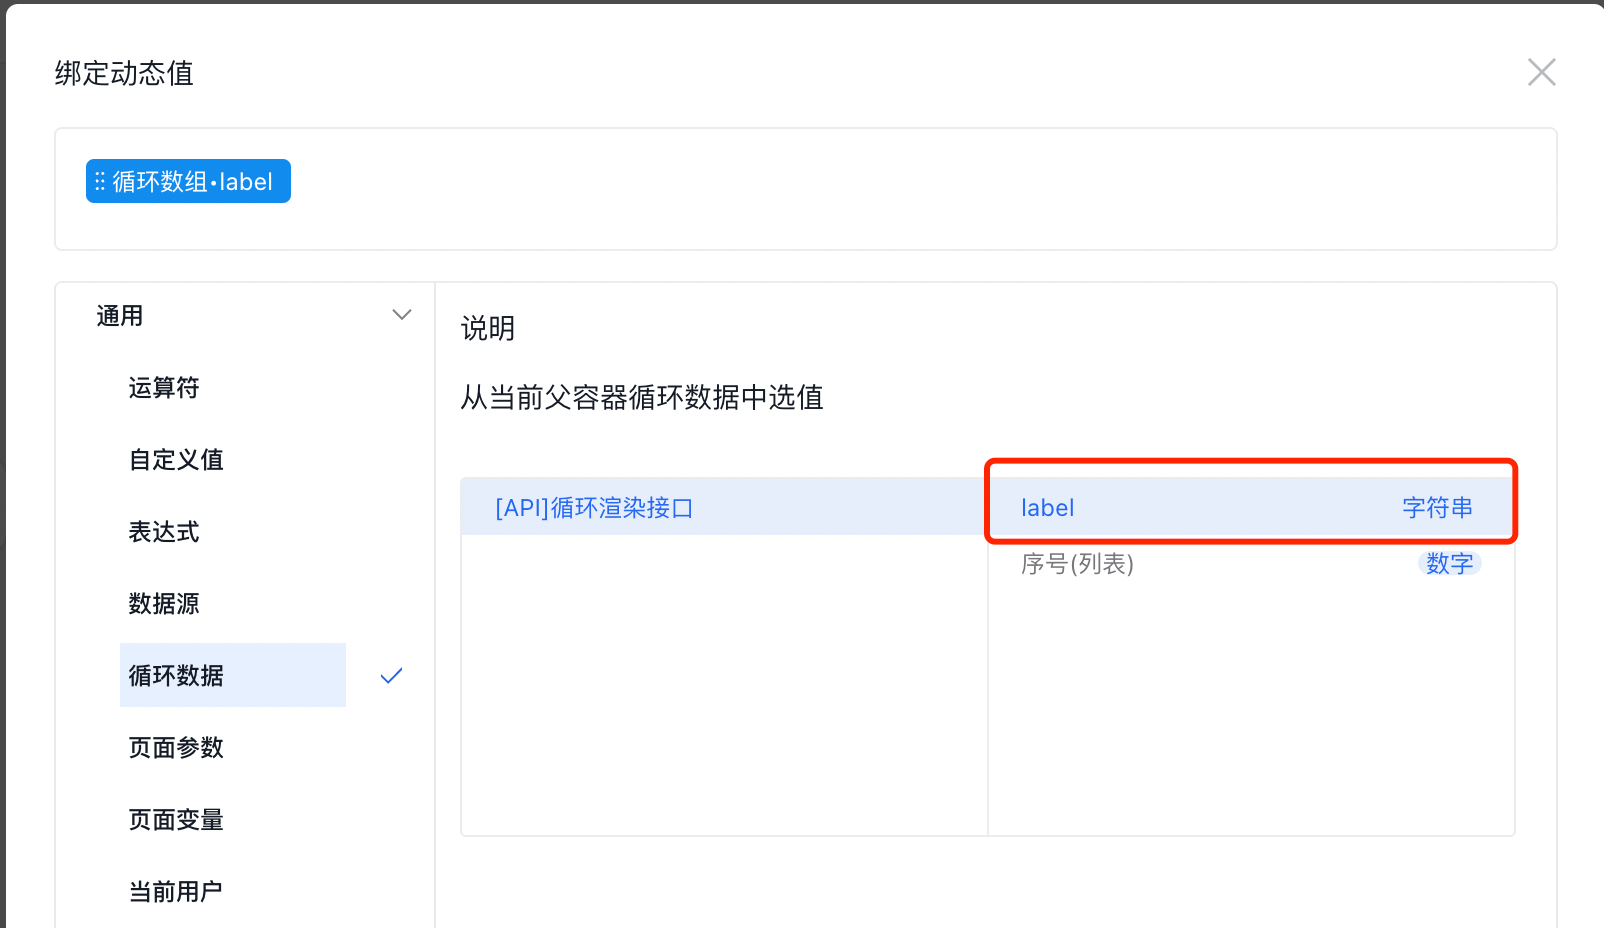 绑定动态值
循环数组•label
通用
运算符
自定义值
表达式
数据源
循环数据
页面参数
页面变量
当前用户
说明
从当前父容器循环数据中选值
[API]循环渲染接口
label 字符串
序号(列表) 数字